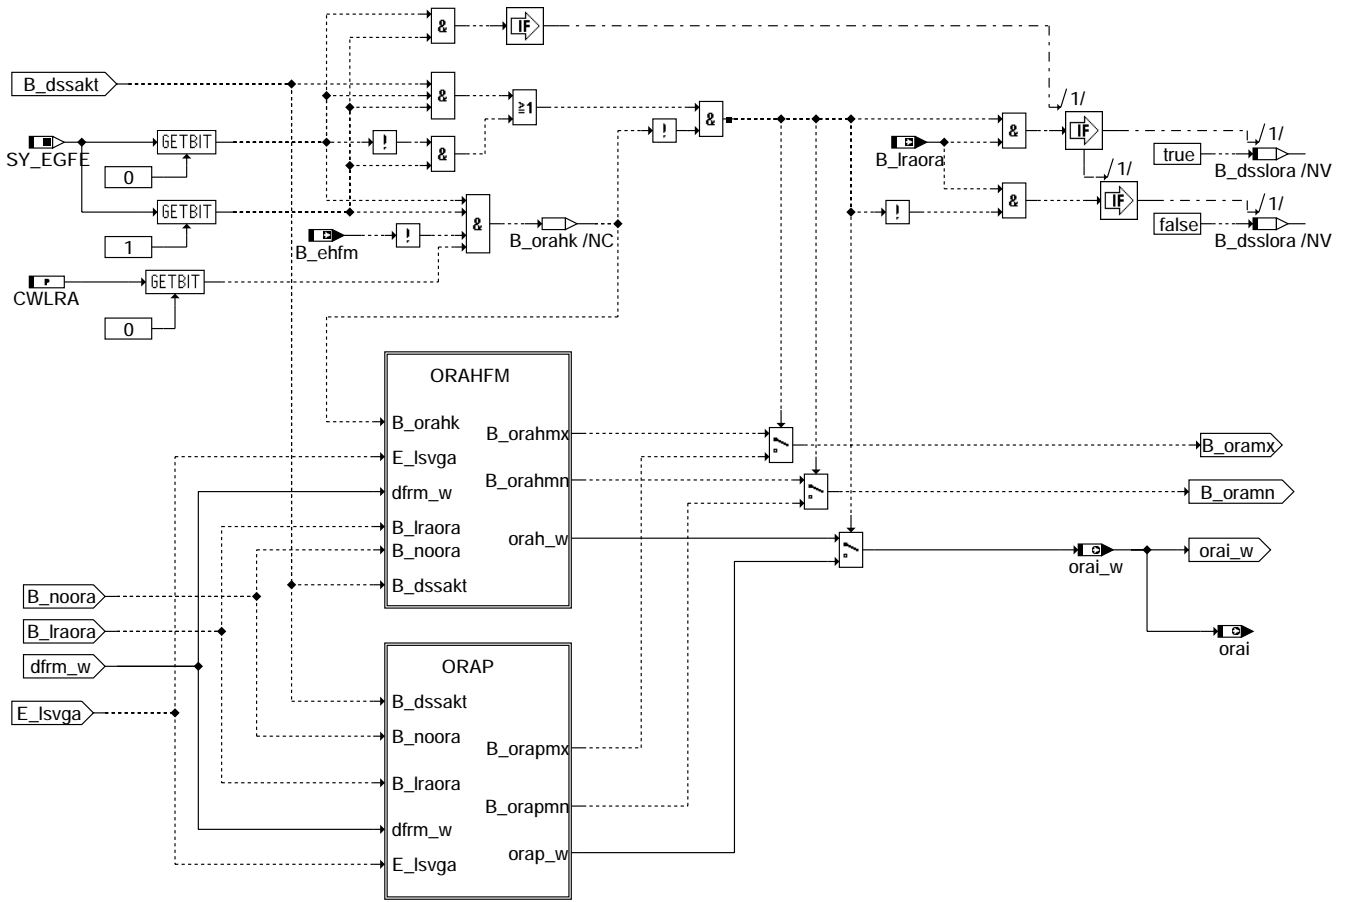 &
IF
B_dssakt
&
≥1
/1/
&
SY_EGFE
GETBIT
!
&
!
B_lraora
&
IF
/1/
true
B_dsslora /NV
0
/1/
GETBIT
&
!
&
IF
/1/
false
B_dsslora /NV
1
B_ehfm
!
B_orahk /NC
CWLRA
P
GETBIT
0
ORAHFM
B_orahk
B_orahmx
B_oramx
E_lsvga
B_orahmn
dfrm_w
B_oramn
B_lraora
orah_w
B_noora
orai_w
orai_w
B_dssakt
B_noora
B_lraora
orai
dfrm_w
ORAP
B_dssakt
E_lsvga
B_noora
B_orapmx
B_lraora
B_orapmn
dfrm_w
orap_w
E_lsvga